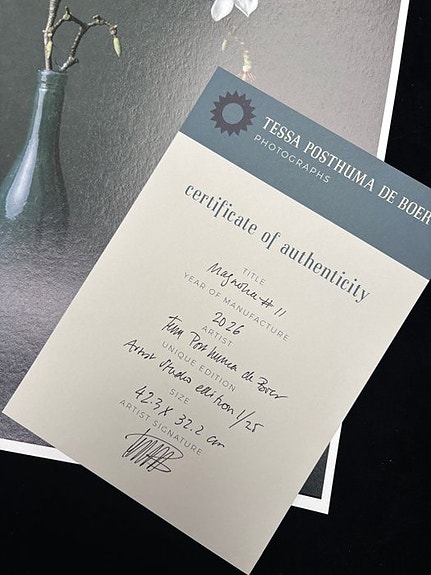 TESSA POSTHUMA DE BOER
PHOTOGRAPHS
certificate of authenticity
TITLE
Magnolia # 11
YEAR OF MANUFACTURE
2026
ARTIST
Tessa Posthuma de Boer
UNIQUE EDITION
Artist Studio edition 1/25
SIZE
42.3 x 32.2 cm
ARTIST SIGNATURE